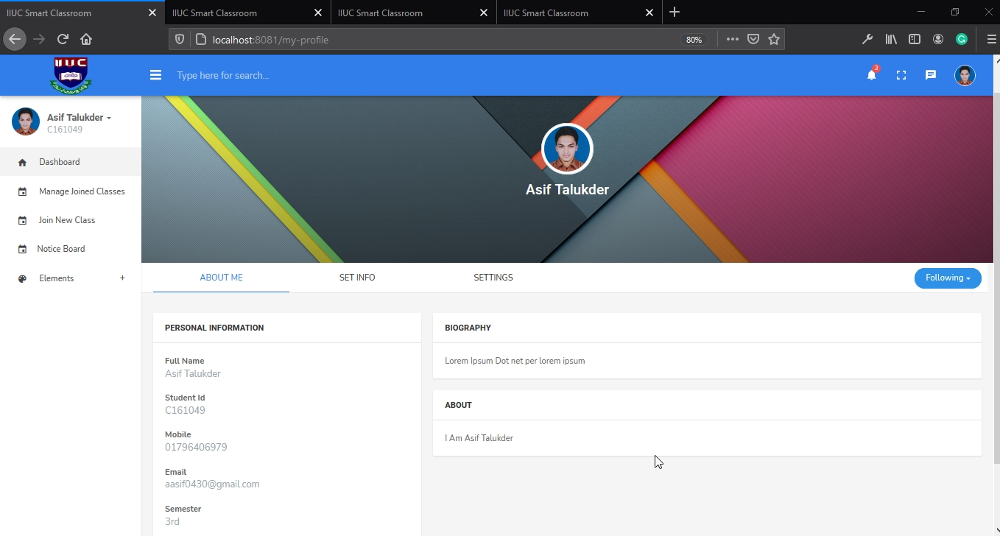 IIUC Smart Classroom
IIUC Smart Classroom
IIUC Smart Classroom
IIUC Smart Classroom
localhost:8081/my-profile
80%
IIUC
Type here for search...
3
Asif Talukder
C161049
Dashboard
Manage Joined Classes
Join New Class
Notice Board
Elements +
Asif Talukder
ABOUT ME
SET INFO
SETTINGS
Following
PERSONAL INFORMATION
Full Name
Asif Talukder
Student Id
C161049
Mobile
01796406979
Email
aasif0430@gmail.com
Semester
3rd
BIOGRAPHY
Lorem Ipsum Dot net per lorem ipsum
ABOUT
I Am Asif Talukder